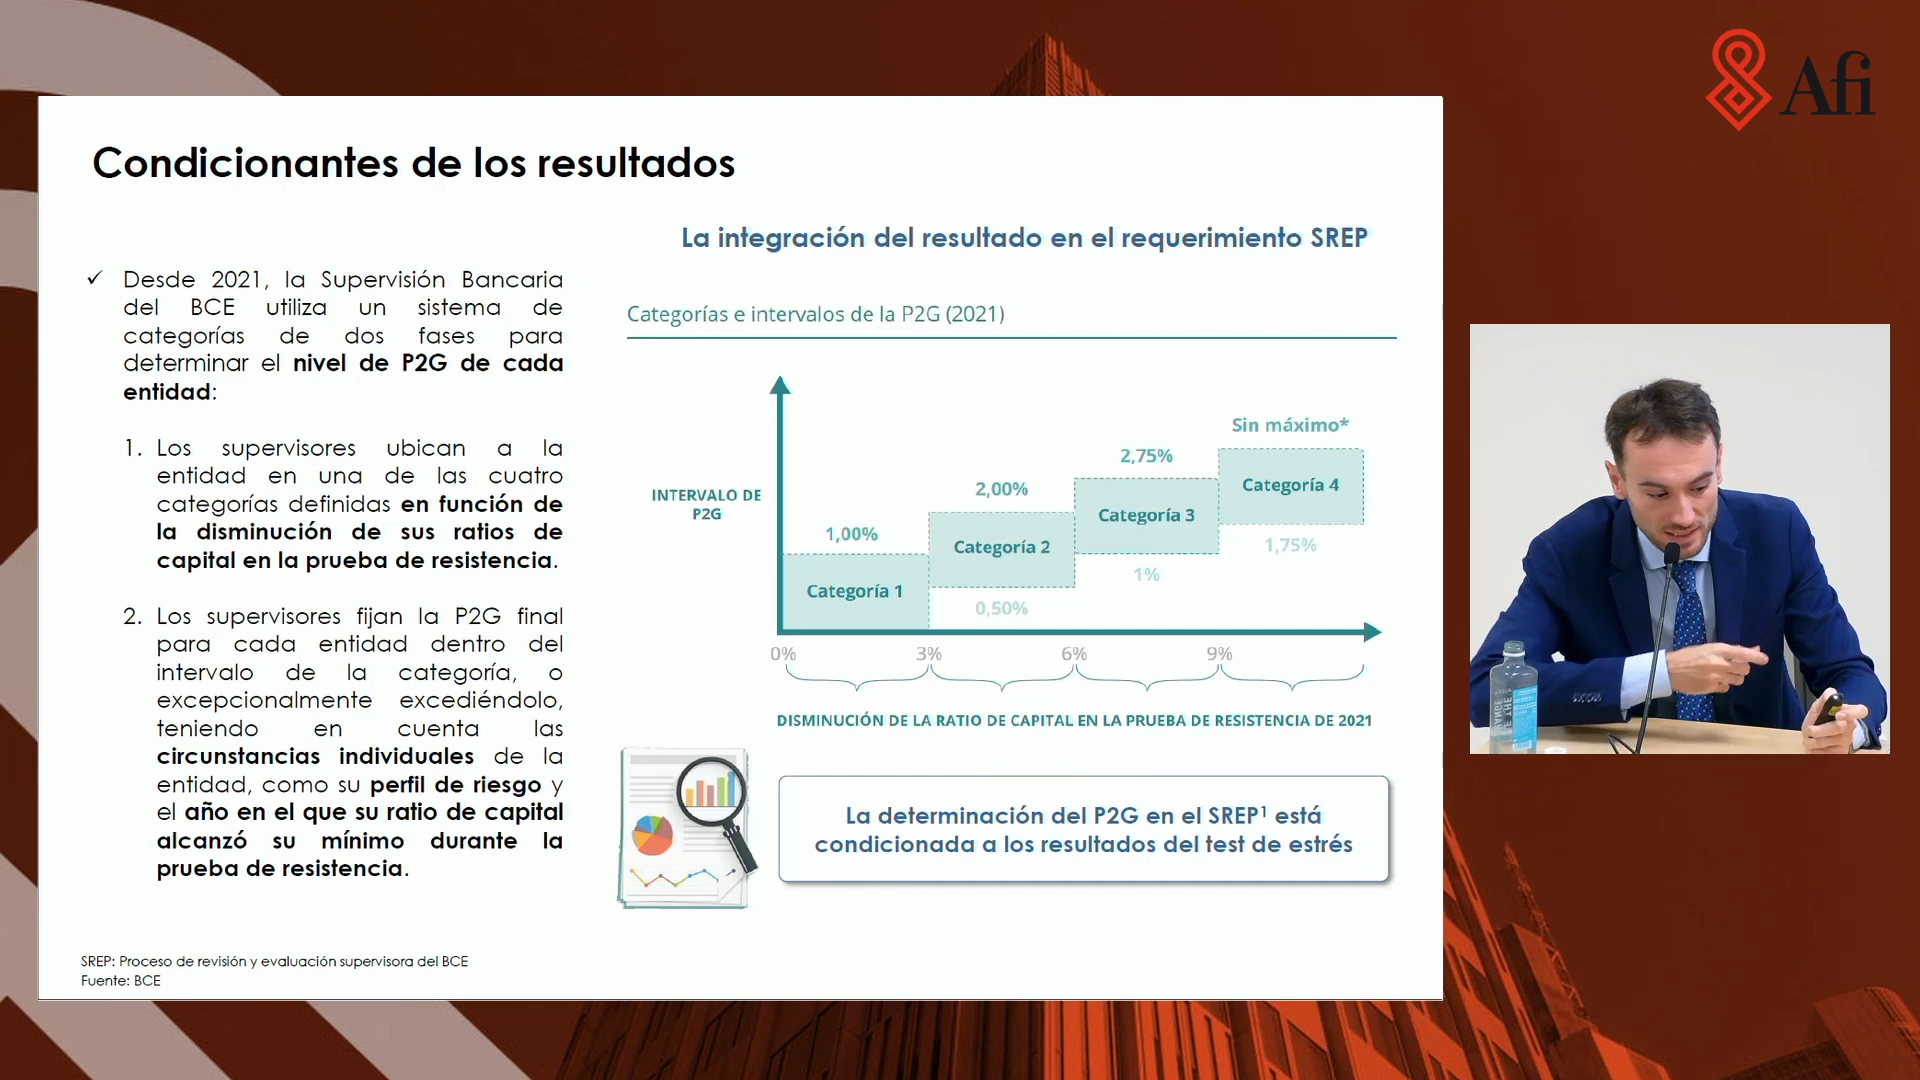 Afi
Condicionantes de los resultados
La integración del resultado en el requerimiento SREP
✓ Desde 2021, la Supervisión Bancaria
del BCE utiliza un sistema de
categorías de dos fases para
determinar el nivel de P2G de cada
entidad:
1. Los supervisores ubican a la
entidad en una de las cuatro
categorías definidas en función de
la disminución de sus ratios de
capital en la prueba de resistencia.
2. Los supervisores fijan la P2G final
para cada entidad dentro del
intervalo de la categoría, o
excepcionalmente excediéndolo,
teniendo en cuenta las
circunstancias individuales de la
entidad, como su perfil de riesgo y
el año en el que su ratio de capital
alcanzó su mínimo durante la
prueba de resistencia.
Categorías e intervalos de la P2G (2021)
INTERVALO DE
P2G
1,00%
Categoría 1
2,00%
Categoría 2
0,50%
2,75%
Categoría 3
1%
Sin máximo*
Categoría 4
1,75%
0% 3% 6% 9%
DISMINUCIÓN DE LA RATIO DE CAPITAL EN LA PRUEBA DE RESISTENCIA DE 2021
La determinación del P2G en el SREP¹ está
condicionada a los resultados del test de estrés
SREP: Proceso de revisión y evaluación supervisora del BCE
Fuente: BCE